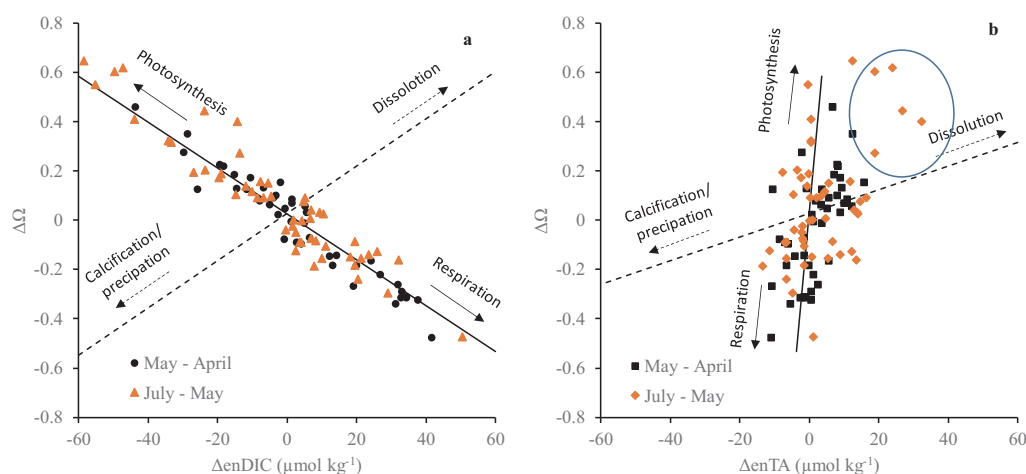 a
0.8
0.6
0.4
0.2
0
-0.2
-0.4
-0.6
-0.8
ΔΩ
Photosynthesis
Dissolotion
Calcification/
precipation
Respiration
May - April
July - May
-60
-40
-20
0
20
40
60
ΔenDIC (µmol kg-1)
b
0.8
0.6
0.4
0.2
0
-0.2
-0.4
-0.6
-0.8
ΔΩ
Photosynthesis
Dissolution
Calcification/
precipation
Respiration
May - April
July - May
-60
-40
-20
0
20
40
60
ΔenTA (µmol kg-1)